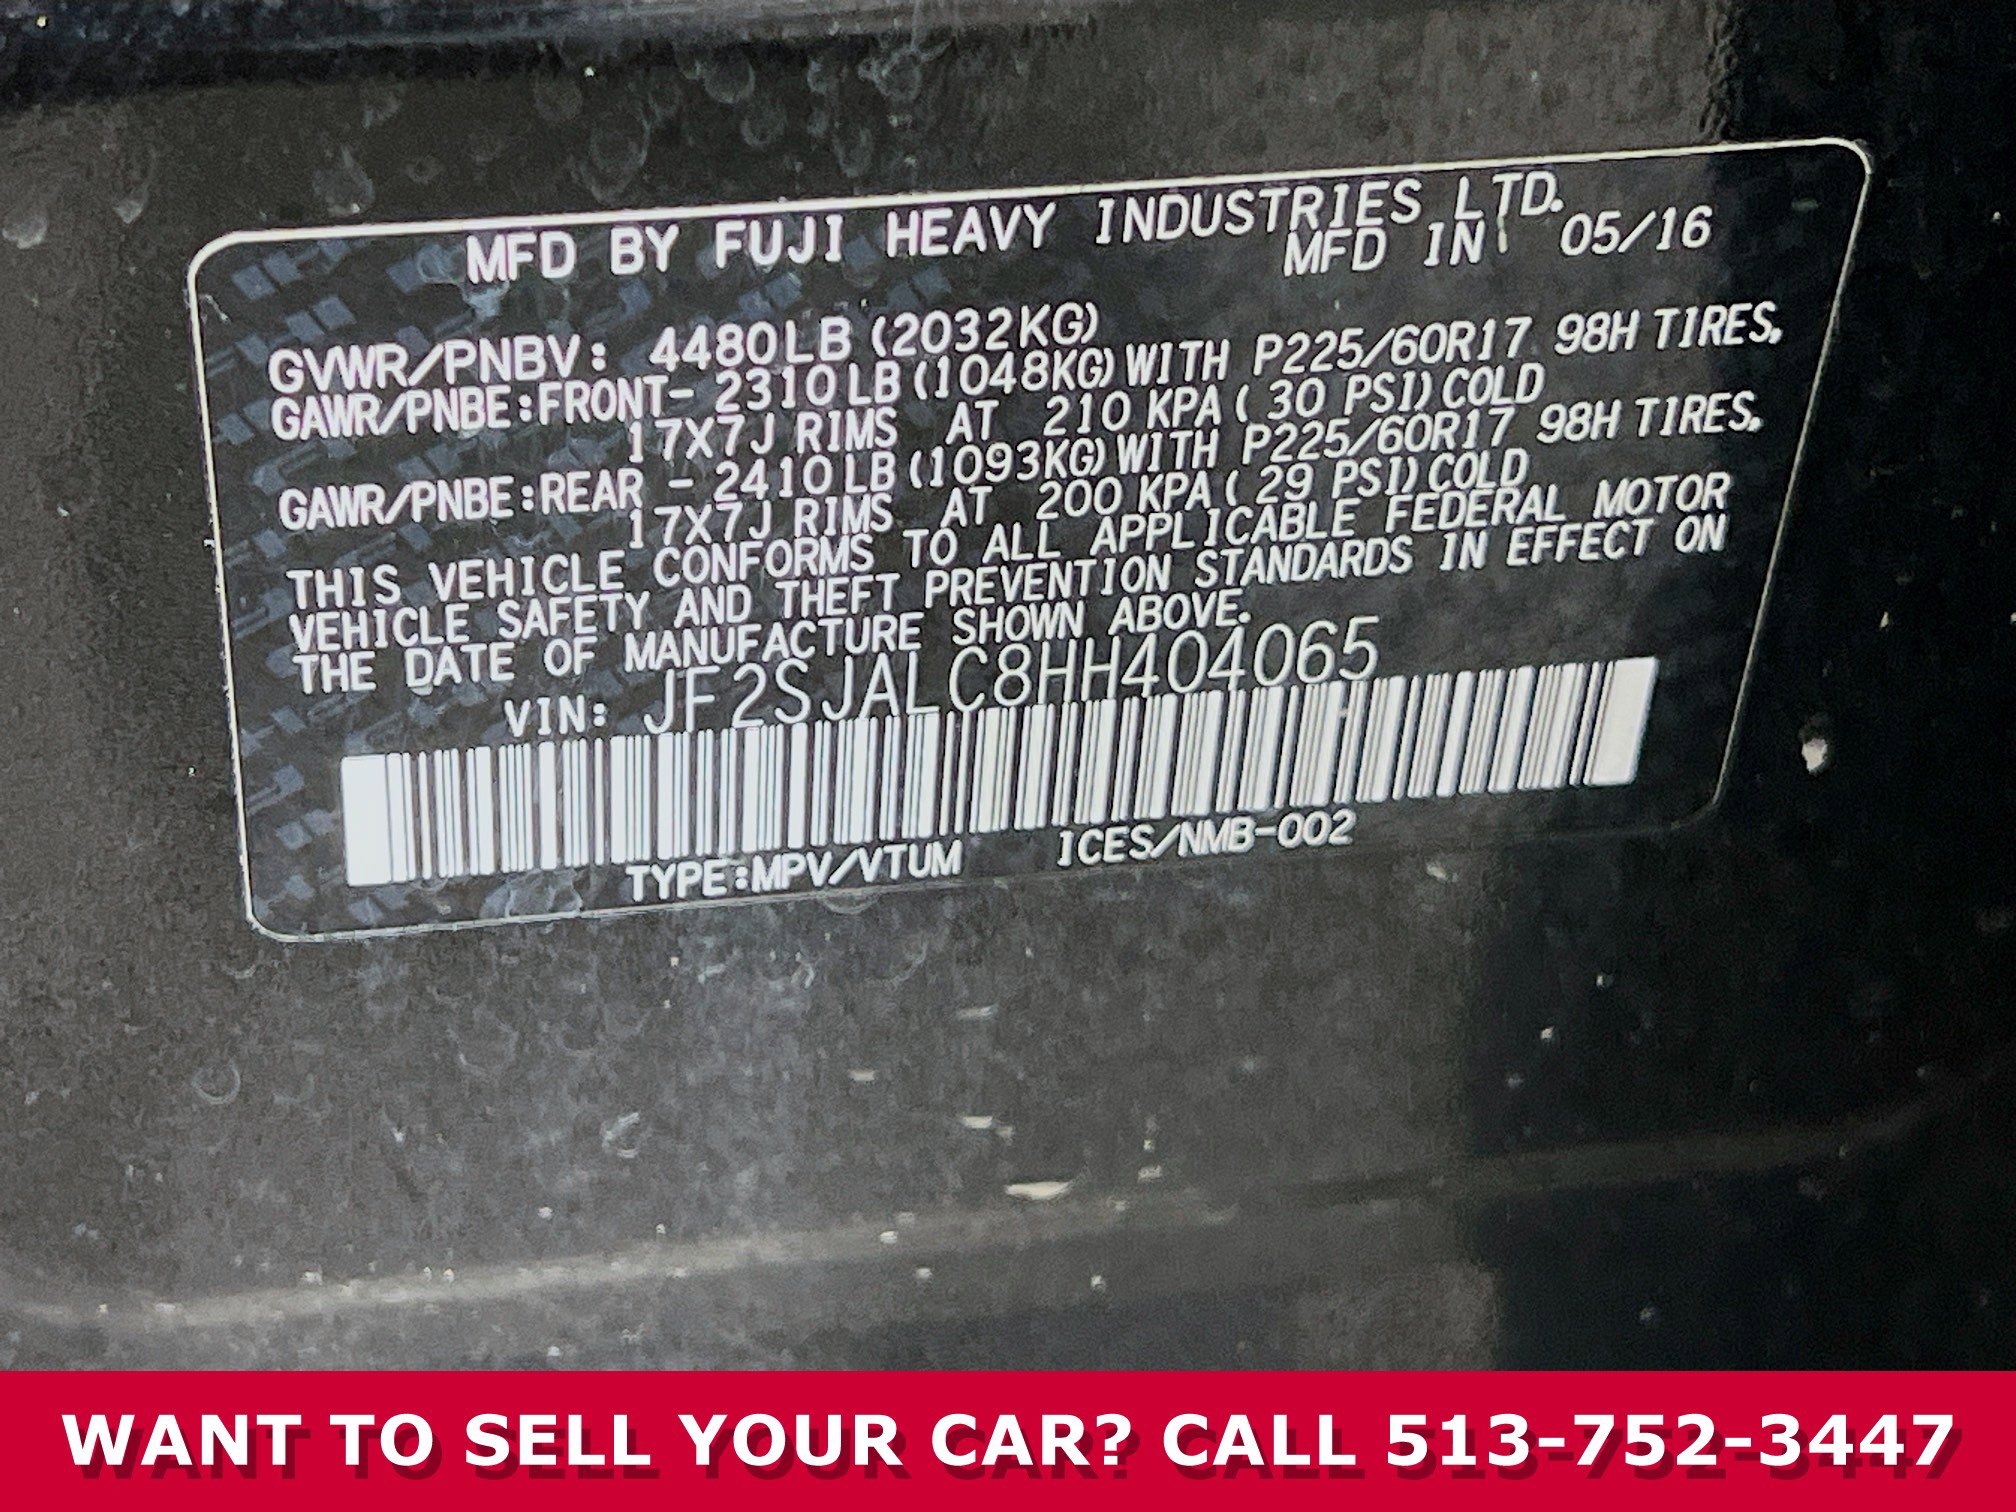 MFD BY FUJI HEAVY INDUSTRIES LTD.
MFD IN 05/16
GVWR/PNBV: 4480LB (2032KG)
GAWR/PNBE:FRONT- 2310LB (1048KG) WITH P225/60R17 98H TIRES,
17X7J RIMS AT 210 KPA ( 30 PSI) COLD
GAWR/PNBE:REAR - 2410LB (1093KG) WITH P225/60R17 98H TIRES,
17X7J RIMS AT 200 KPA ( 29 PSI) COLD
THIS VEHICLE CONFORMS TO ALL APPLICABLE FEDERAL MOTOR
VEHICLE SAFETY AND THEFT PREVENTION STANDARDS IN EFFECT ON
THE DATE OF MANUFACTURE SHOWN ABOVE.
VIN: JF2SJALC8HH404065
TYPE:MPV/VTUM ICES/NMB-002
WANT TO SELL YOUR CAR? CALL 513-752-3447